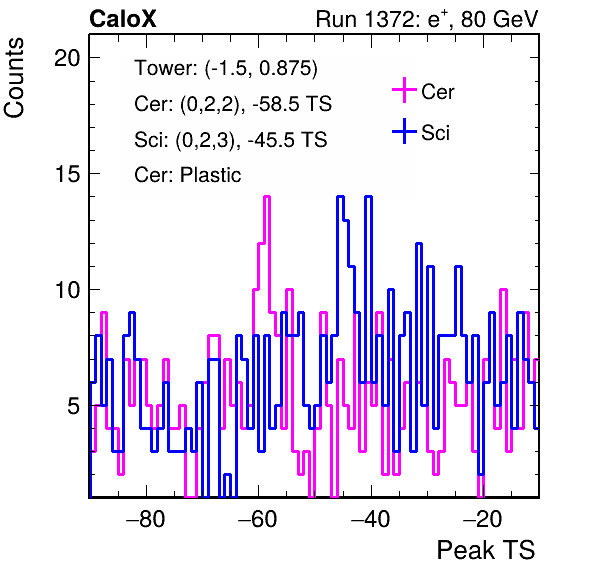 CaloX Run 1372: e⁺, 80 GeV
Counts
20
15
10
5
Tower: (-1.5, 0.875)
Cer: (0,2,2), -58.5 TS
Sci: (0,2,3), -45.5 TS
Cer: Plastic
Cer
Sci
−80 −60 −40 −20
Peak TS